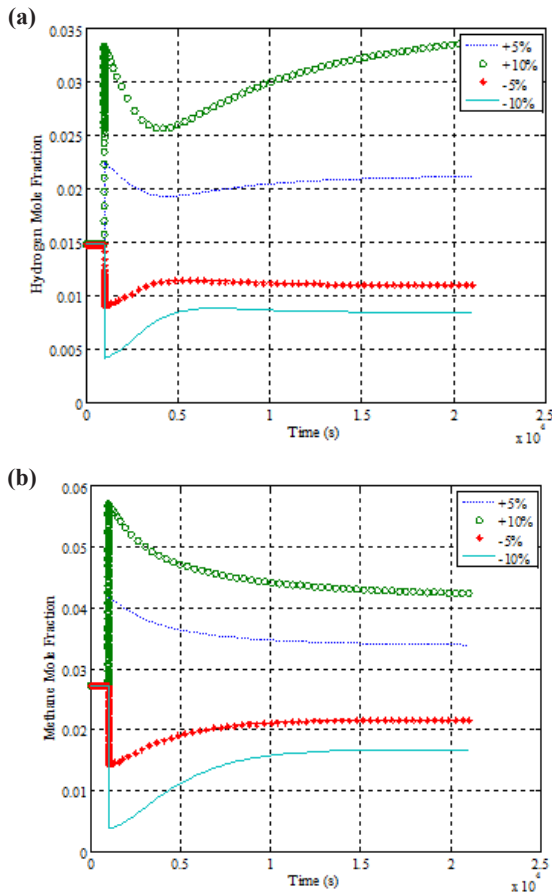 (a)
0.035
0.03
0.025
0.02
0.015
0.01
0.005
0
Hydrogen Mole Fraction
+5%
+10%
-5%
-10%
0 0.5 1 1.5 2 2.5
Time (s)
x 10^4
(b)
0.06
0.05
0.04
0.03
0.02
0.01
0
Methane Mole Fraction
+5%
+10%
-5%
-10%
0 0.5 1 1.5 2 2.5
Time (s)
x 10^4